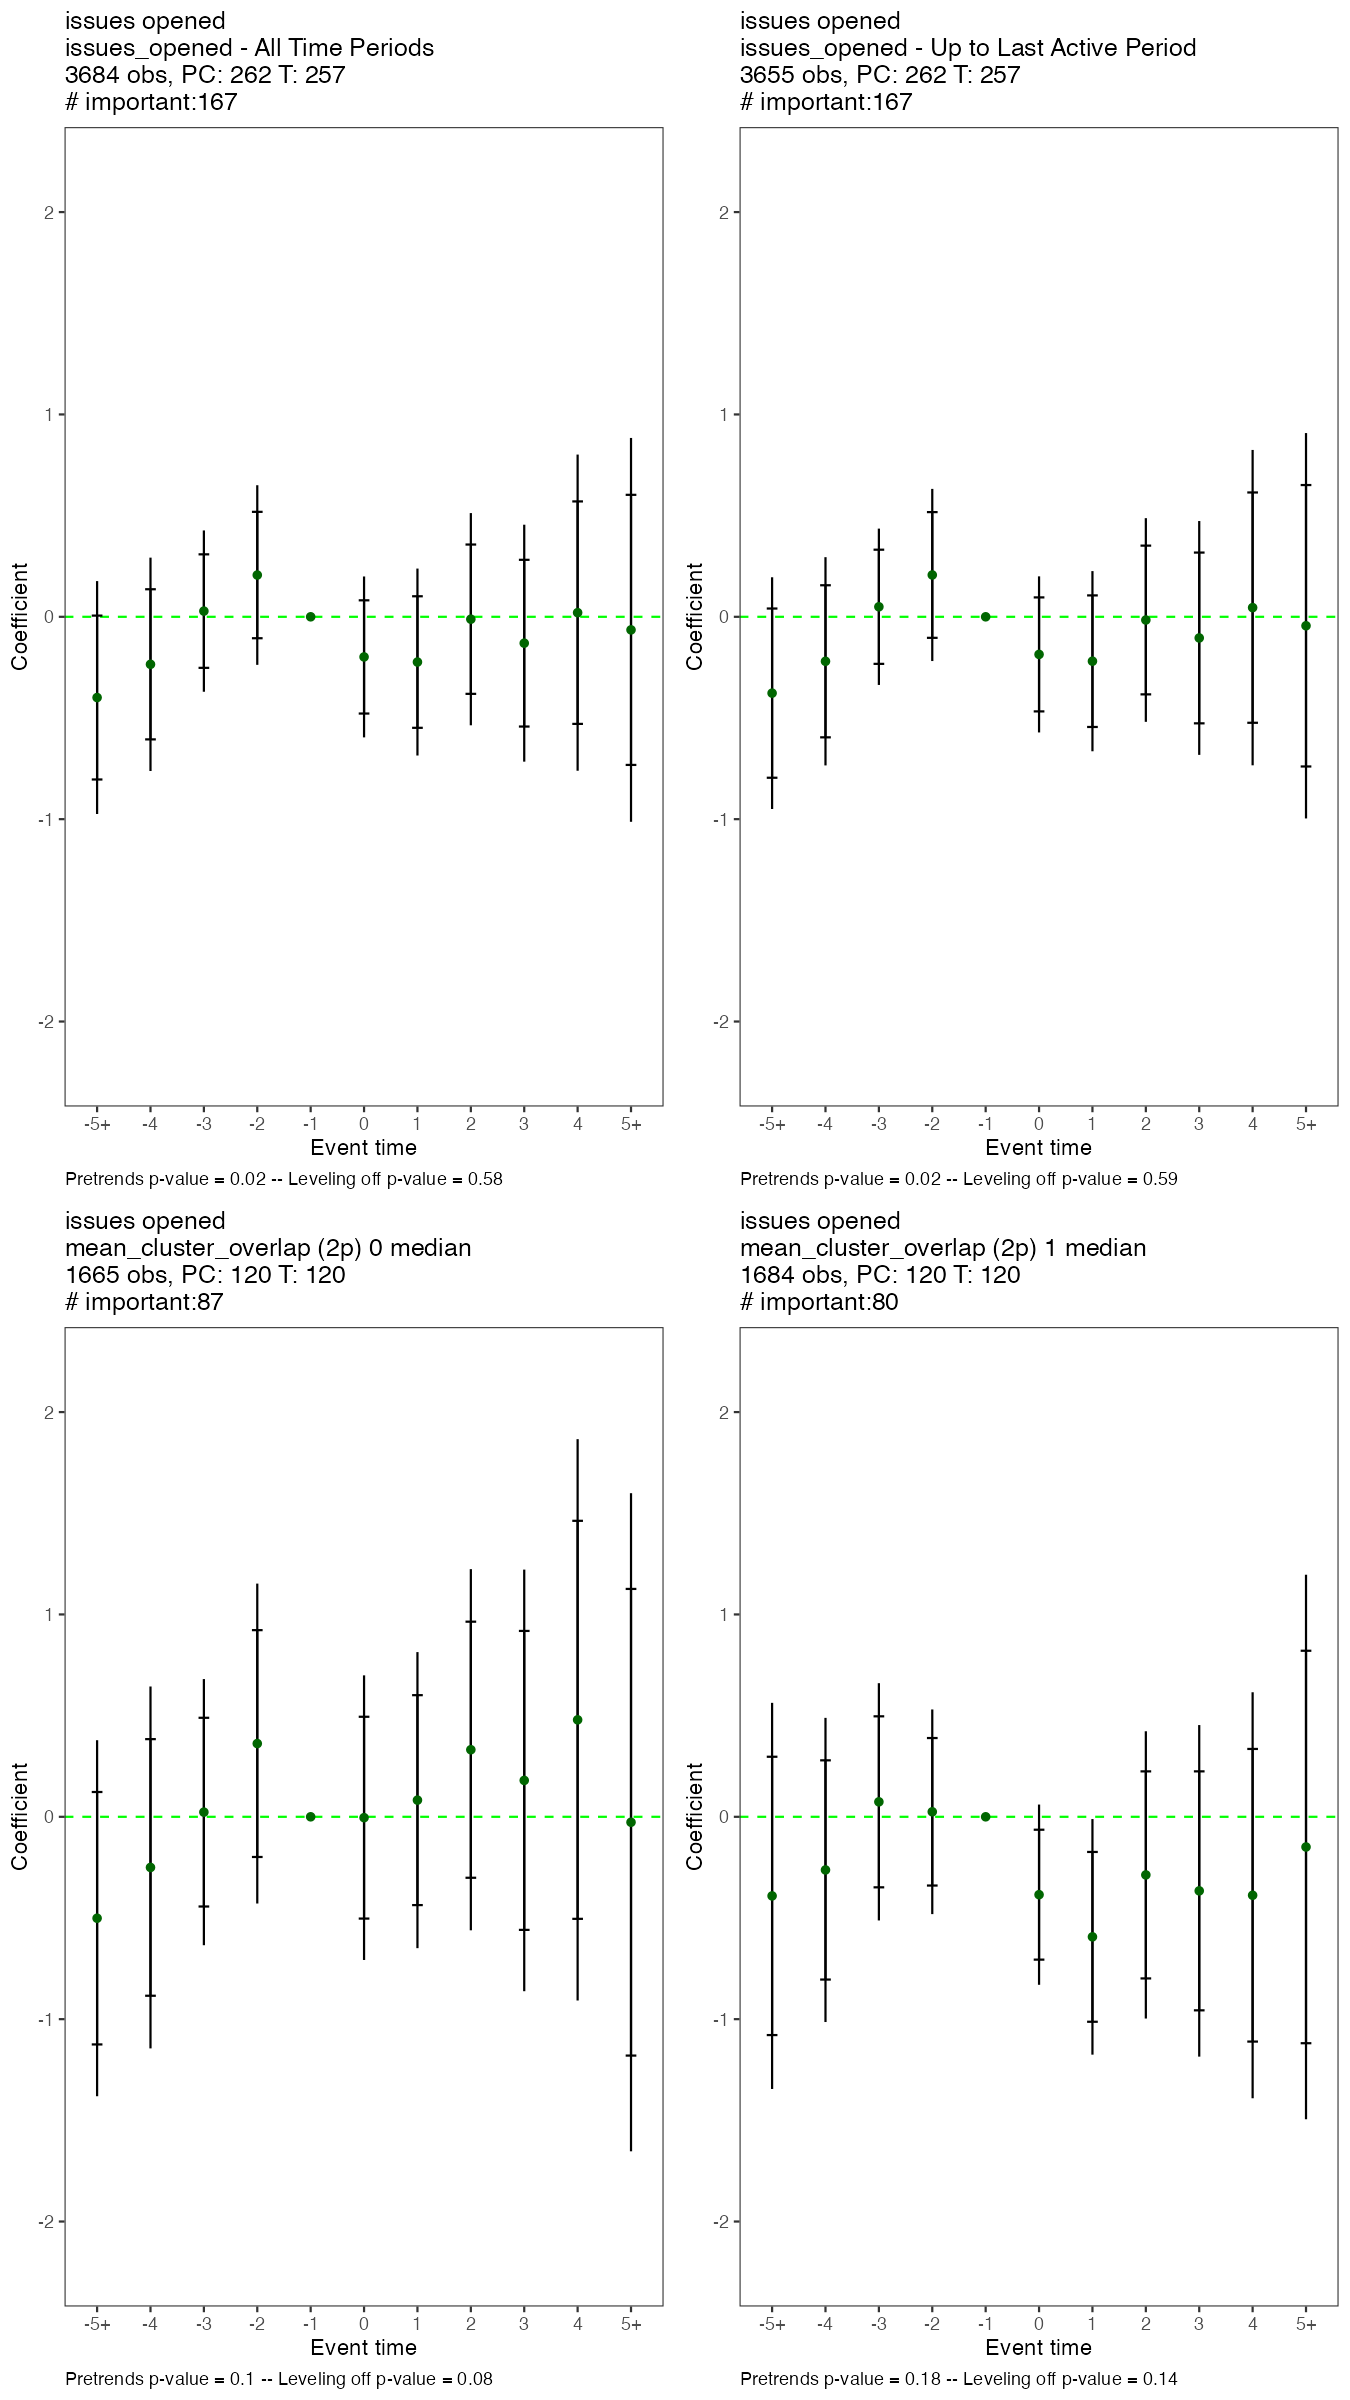 issues opened
issues_opened - All Time Periods
3684 obs, PC: 262 T: 257
# important:167
2
1
0
-1
-2
Coefficient
-5+ -4 -3 -2 -1 0 1 2 3 4 5+
Event time
Pretrends p-value = 0.02 -- Leveling off p-value = 0.58
issues opened
issues_opened - Up to Last Active Period
3655 obs, PC: 262 T: 257
# important:167
2
1
0
-1
-2
Coefficient
-5+ -4 -3 -2 -1 0 1 2 3 4 5+
Event time
Pretrends p-value = 0.02 -- Leveling off p-value = 0.59
issues opened
mean_cluster_overlap (2p) 0 median
1665 obs, PC: 120 T: 120
# important:87
2
1
0
-1
-2
Coefficient
-5+ -4 -3 -2 -1 0 1 2 3 4 5+
Event time
Pretrends p-value = 0.1 -- Leveling off p-value = 0.08
issues opened
mean_cluster_overlap (2p) 1 median
1684 obs, PC: 120 T: 120
# important:80
2
1
0
-1
-2
Coefficient
-5+ -4 -3 -2 -1 0 1 2 3 4 5+
Event time
Pretrends p-value = 0.18 -- Leveling off p-value = 0.14